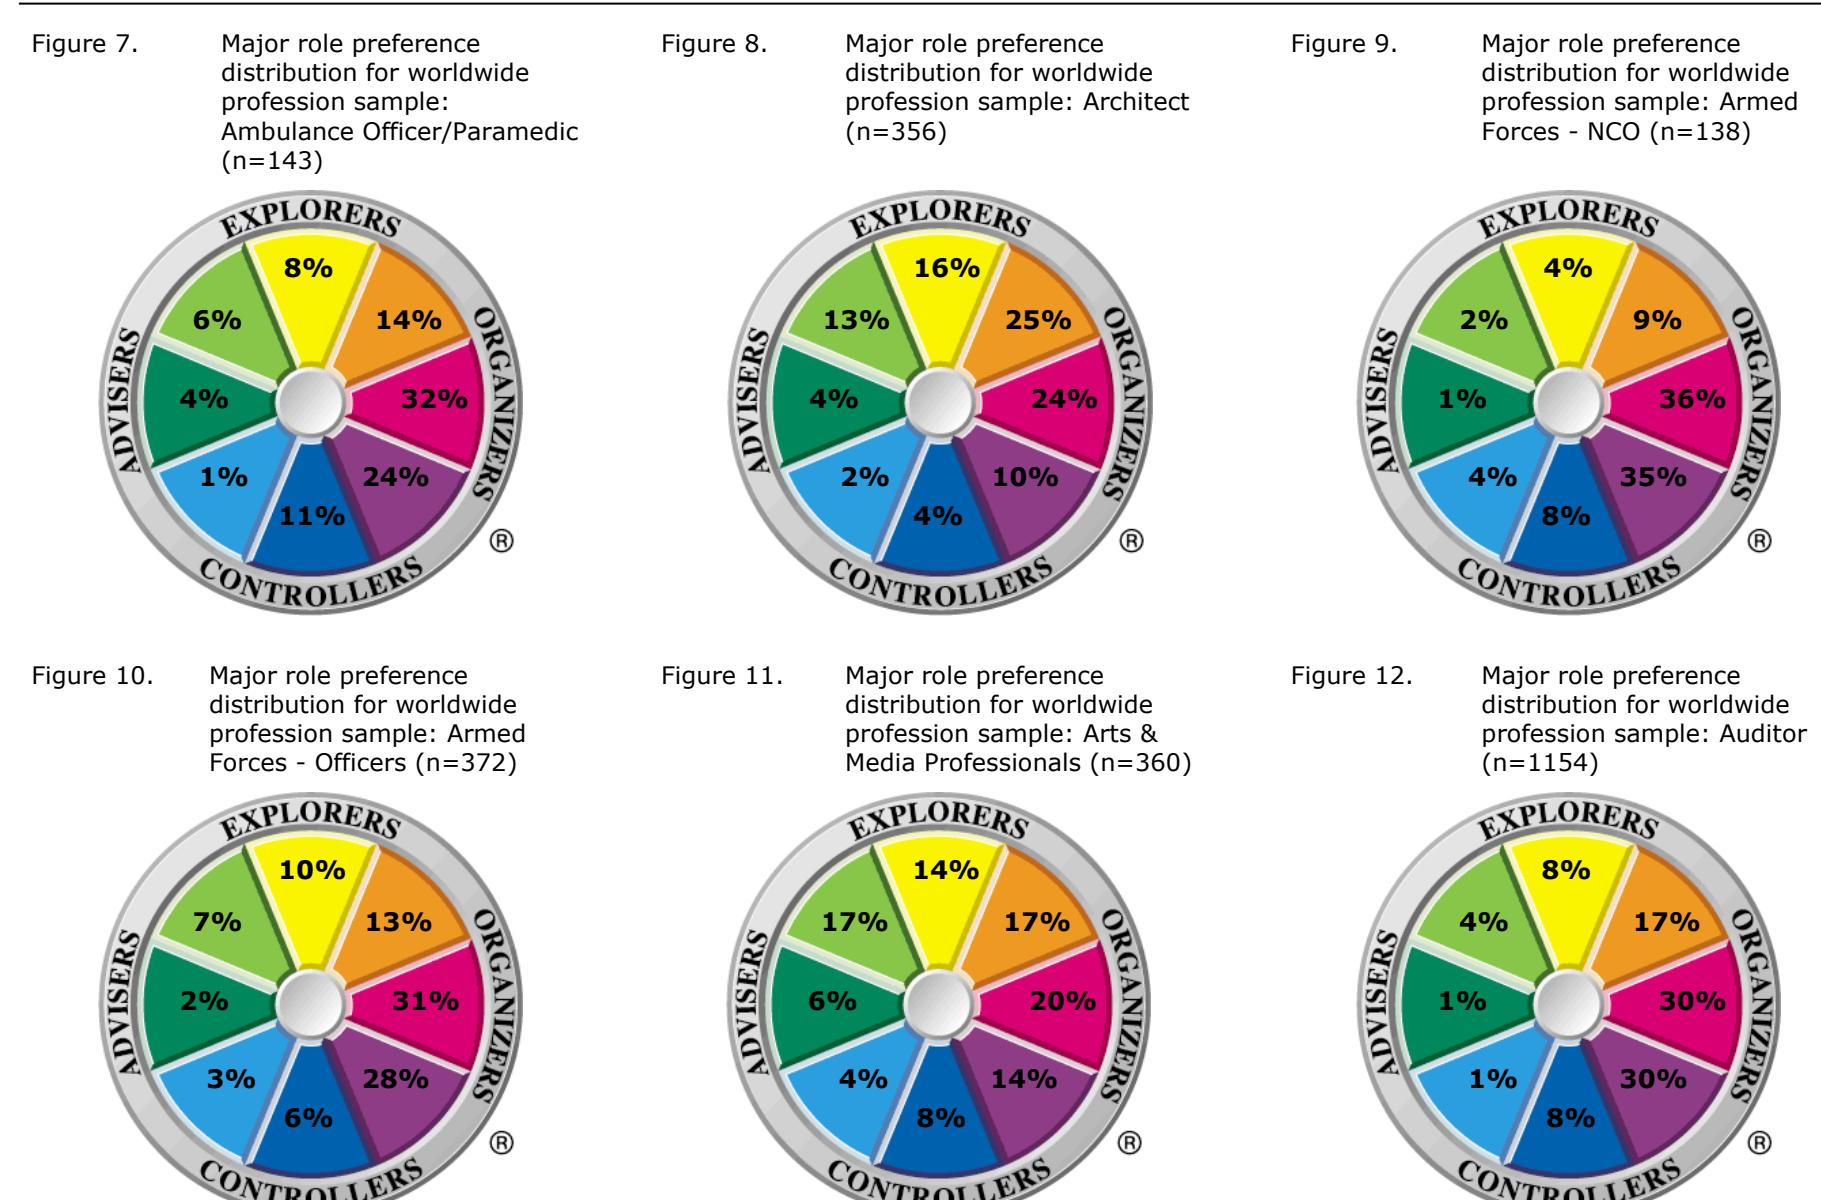 Figure 7.
Major role preference
distribution for worldwide
profession sample:
Ambulance Officer/Paramedic
(n=143)
EXPLORERS
ORGANIZERS
CONTROLLERS
ADVISERS
8%
14%
32%
24%
11%
1%
4%
6%
®
Figure 8.
Major role preference
distribution for worldwide
profession sample: Architect
(n=356)
EXPLORERS
ORGANIZERS
CONTROLLERS
ADVISERS
16%
25%
24%
10%
4%
2%
4%
13%
®
Figure 9.
Major role preference
distribution for worldwide
profession sample: Armed
Forces - NCO (n=138)
EXPLORERS
ORGANIZERS
CONTROLLERS
ADVISERS
4%
9%
36%
35%
8%
4%
1%
2%
®
Figure 10.
Major role preference
distribution for worldwide
profession sample: Armed
Forces - Officers (n=372)
EXPLORERS
ORGANIZERS
CONTROLLERS
ADVISERS
10%
13%
31%
28%
6%
3%
2%
7%
®
Figure 11.
Major role preference
distribution for worldwide
profession sample: Arts &
Media Professionals (n=360)
EXPLORERS
ORGANIZERS
CONTROLLERS
ADVISERS
14%
17%
20%
14%
8%
4%
6%
17%
®
Figure 12.
Major role preference
distribution for worldwide
profession sample: Auditor
(n=1154)
EXPLORERS
ORGANIZERS
CONTROLLERS
ADVISERS
8%
17%
30%
30%
8%
1%
1%
4%
®